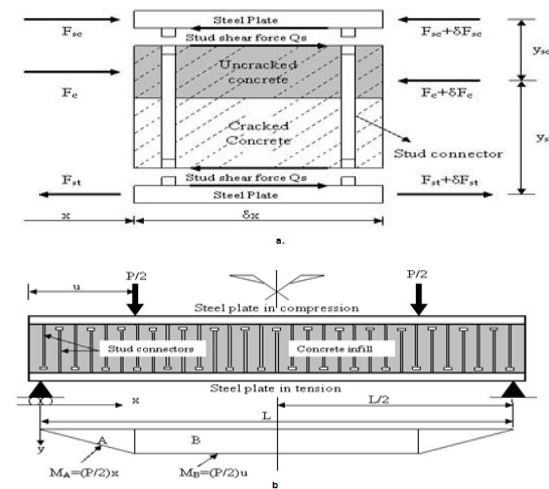 Steel Plate
Fsc
Stud shear force Qs
Fsc+δFsc
ysc
Uncracked concrete
Fc
Fc+δFc
Cracked Concrete
ys
Stud connector
Stud shear force Qs
Fst
Steel Plate
Fst+δFst
x
δx
a.
P/2
P/2
u
Steel plate in compression
Stud connectors
Concrete infill
Steel plate in tension
x
L/2
L
y
A
B
MA=(P/2)x
MB=(P/2)u
b